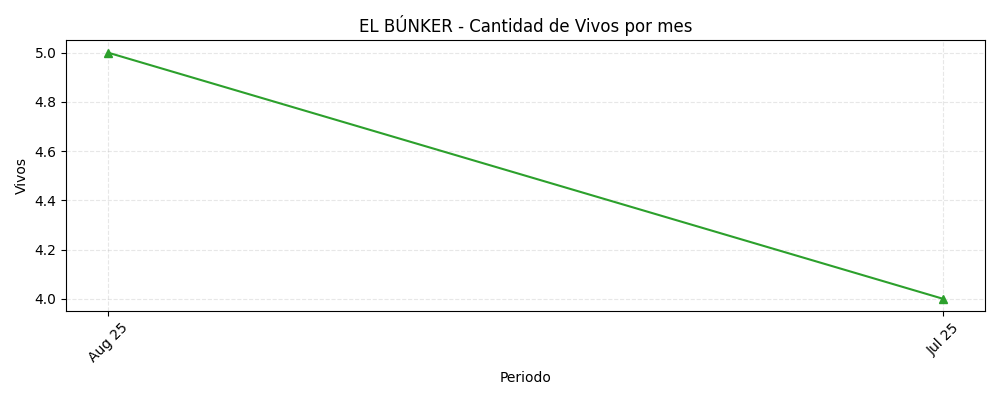 EL BÚNKER - Cantidad de Vivos por mes
Vivos
5.0
4.8
4.6
4.4
4.2
4.0
Aug 25
Jul 25
Periodo